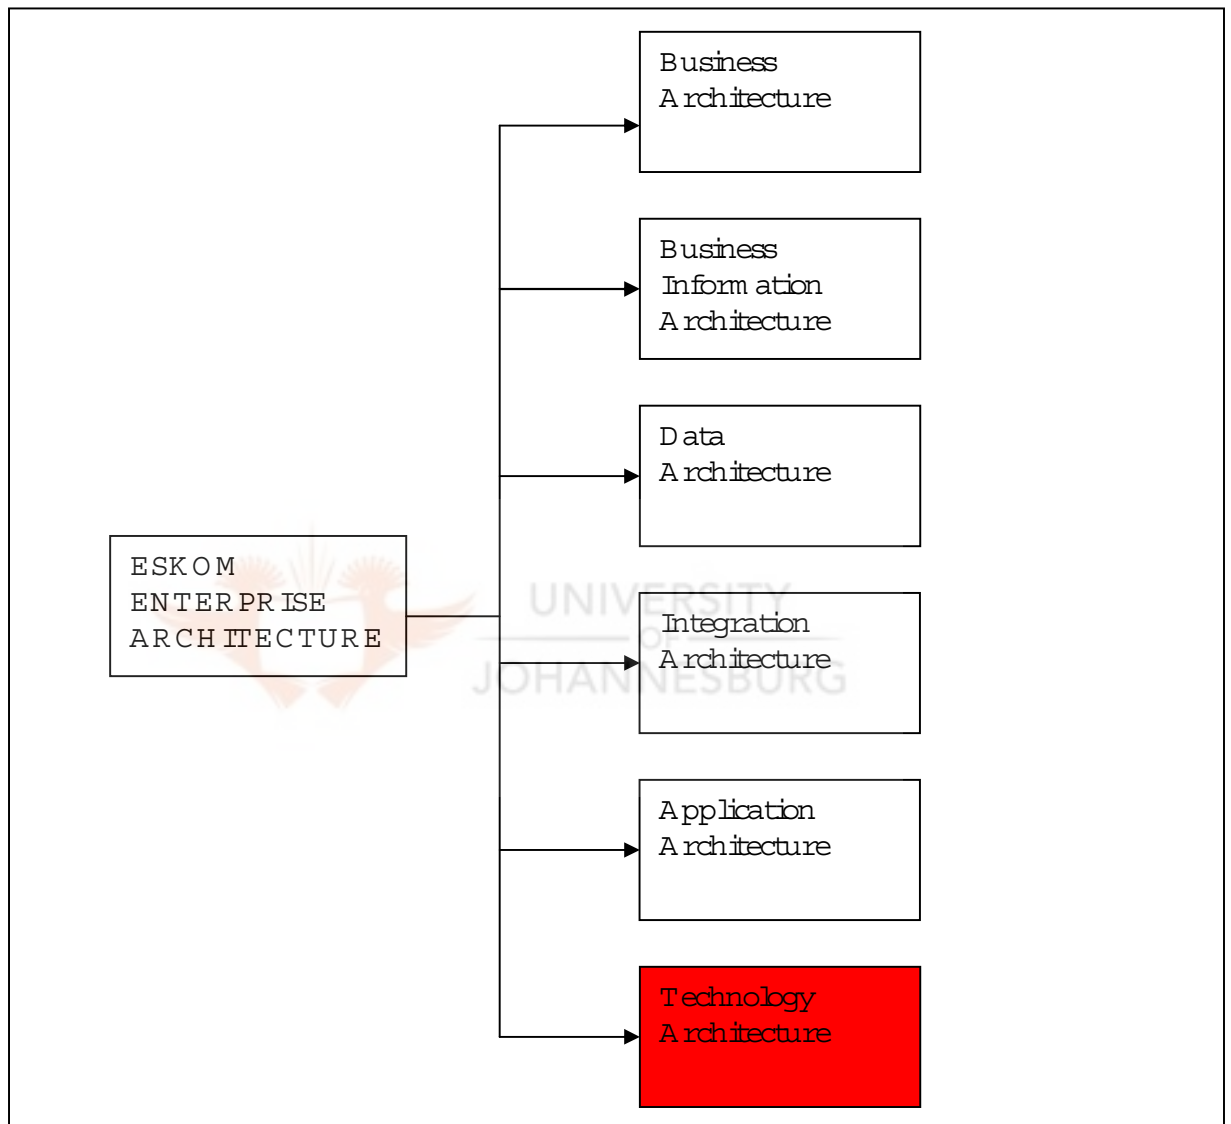 Business
Architecture
Business
Information
Architecture
Data
Architecture
ESKOM
ENTERPRISE
ARCHITECTURE
UNIVERSITY
OF
JOHANNESBURG
Integration
Architecture
Application
Architecture
Technology
Architecture